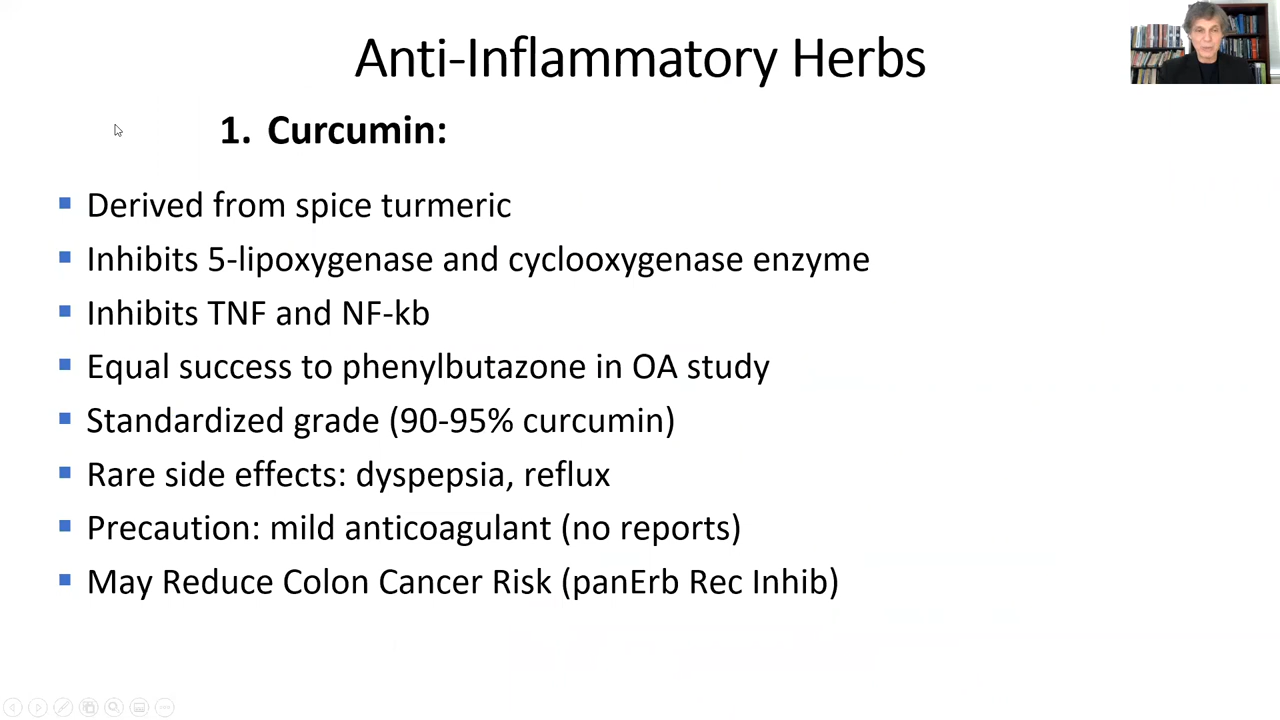 Anti-Inflammatory Herbs
1. Curcumin:
Derived from spice turmeric
Inhibits 5-lipoxygenase and cyclooxygenase enzyme
Inhibits TNF and NF-kb
Equal success to phenylbutazone in OA study
Standardized grade (90-95% curcumin)
Rare side effects: dyspepsia, reflux
Precaution: mild anticoagulant (no reports)
May Reduce Colon Cancer Risk (panErb Rec Inhib)